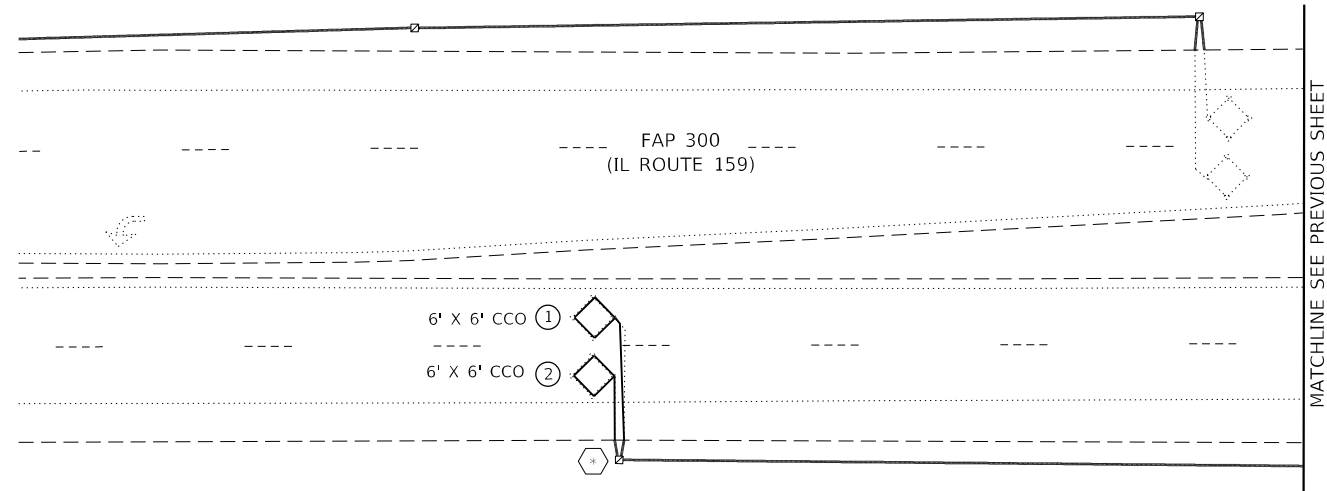 FAP 300
(IL ROUTE 159)
6' X 6' CCO 1
6' X 6' CCO 2
*
MATCHLINE SEE PREVIOUS SHEET